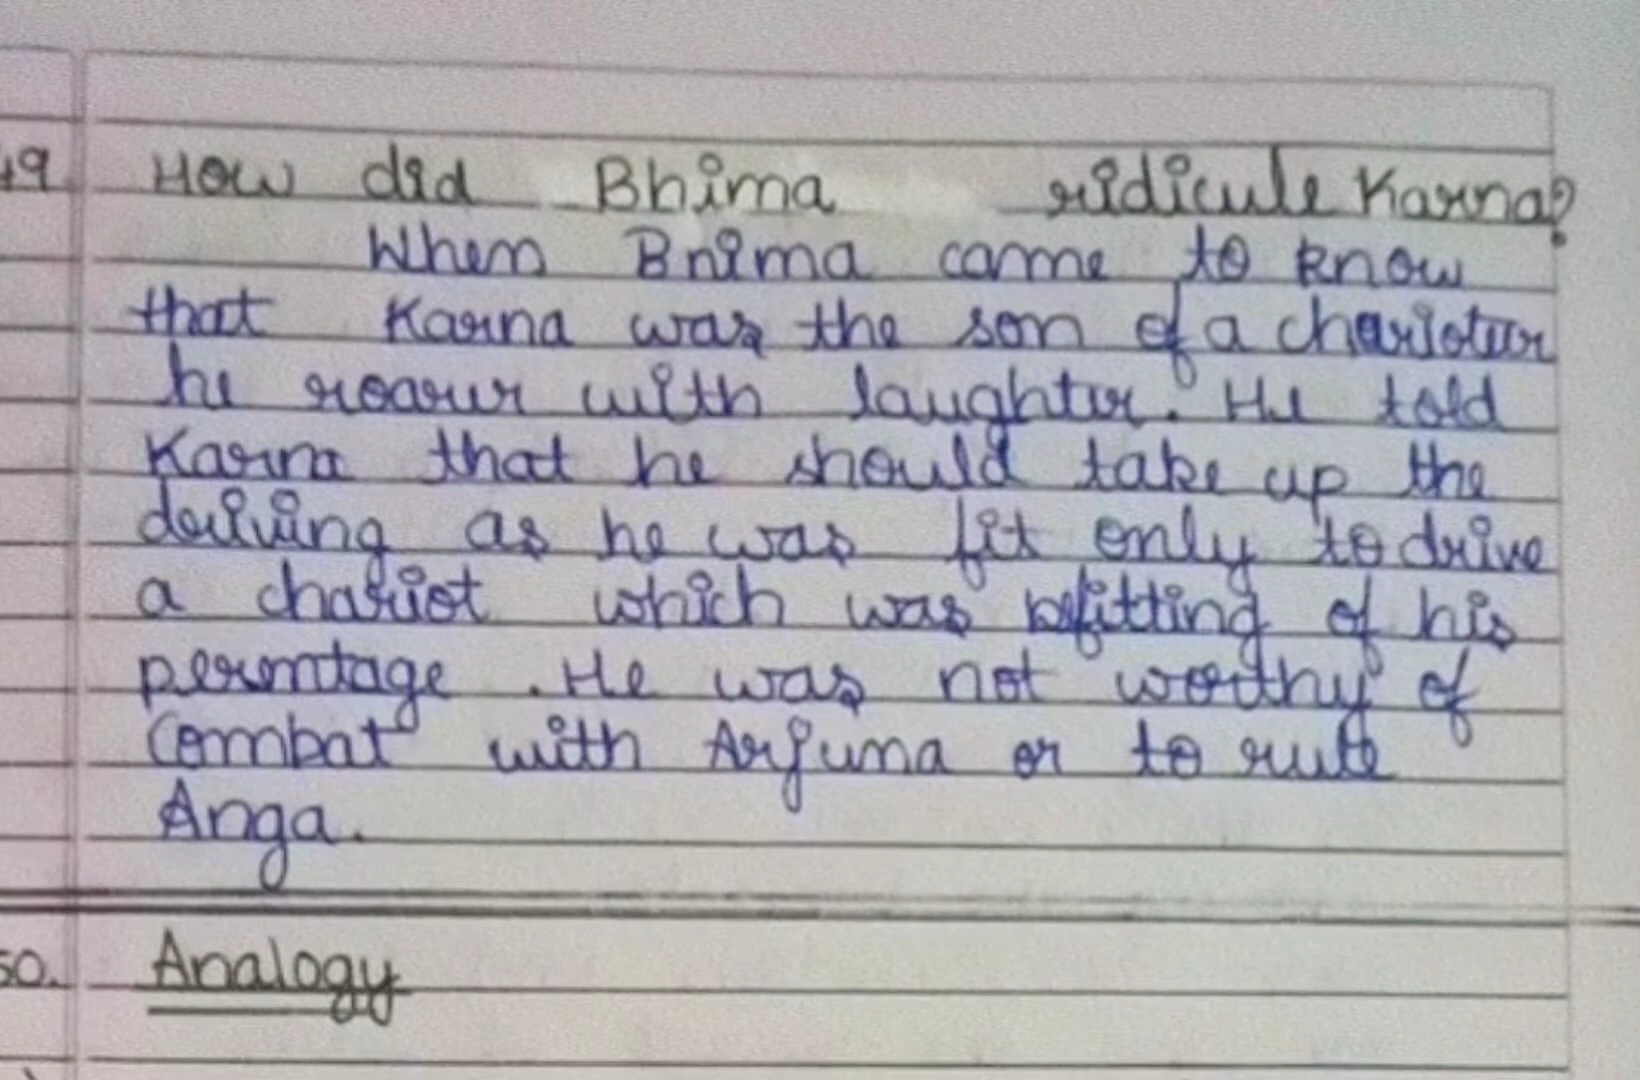 49 How did Bhima ridicule Karna?
When Bhima came to know
that Karna was the son of a charioteer
he roarer with laughter. He told
Karna that he should take up the
driving as he was fit only to drive
a chariot which was befitting of his
perentage. He was not worthy of
Combat with Arjuna or to rule
Anga.
50. Analogy